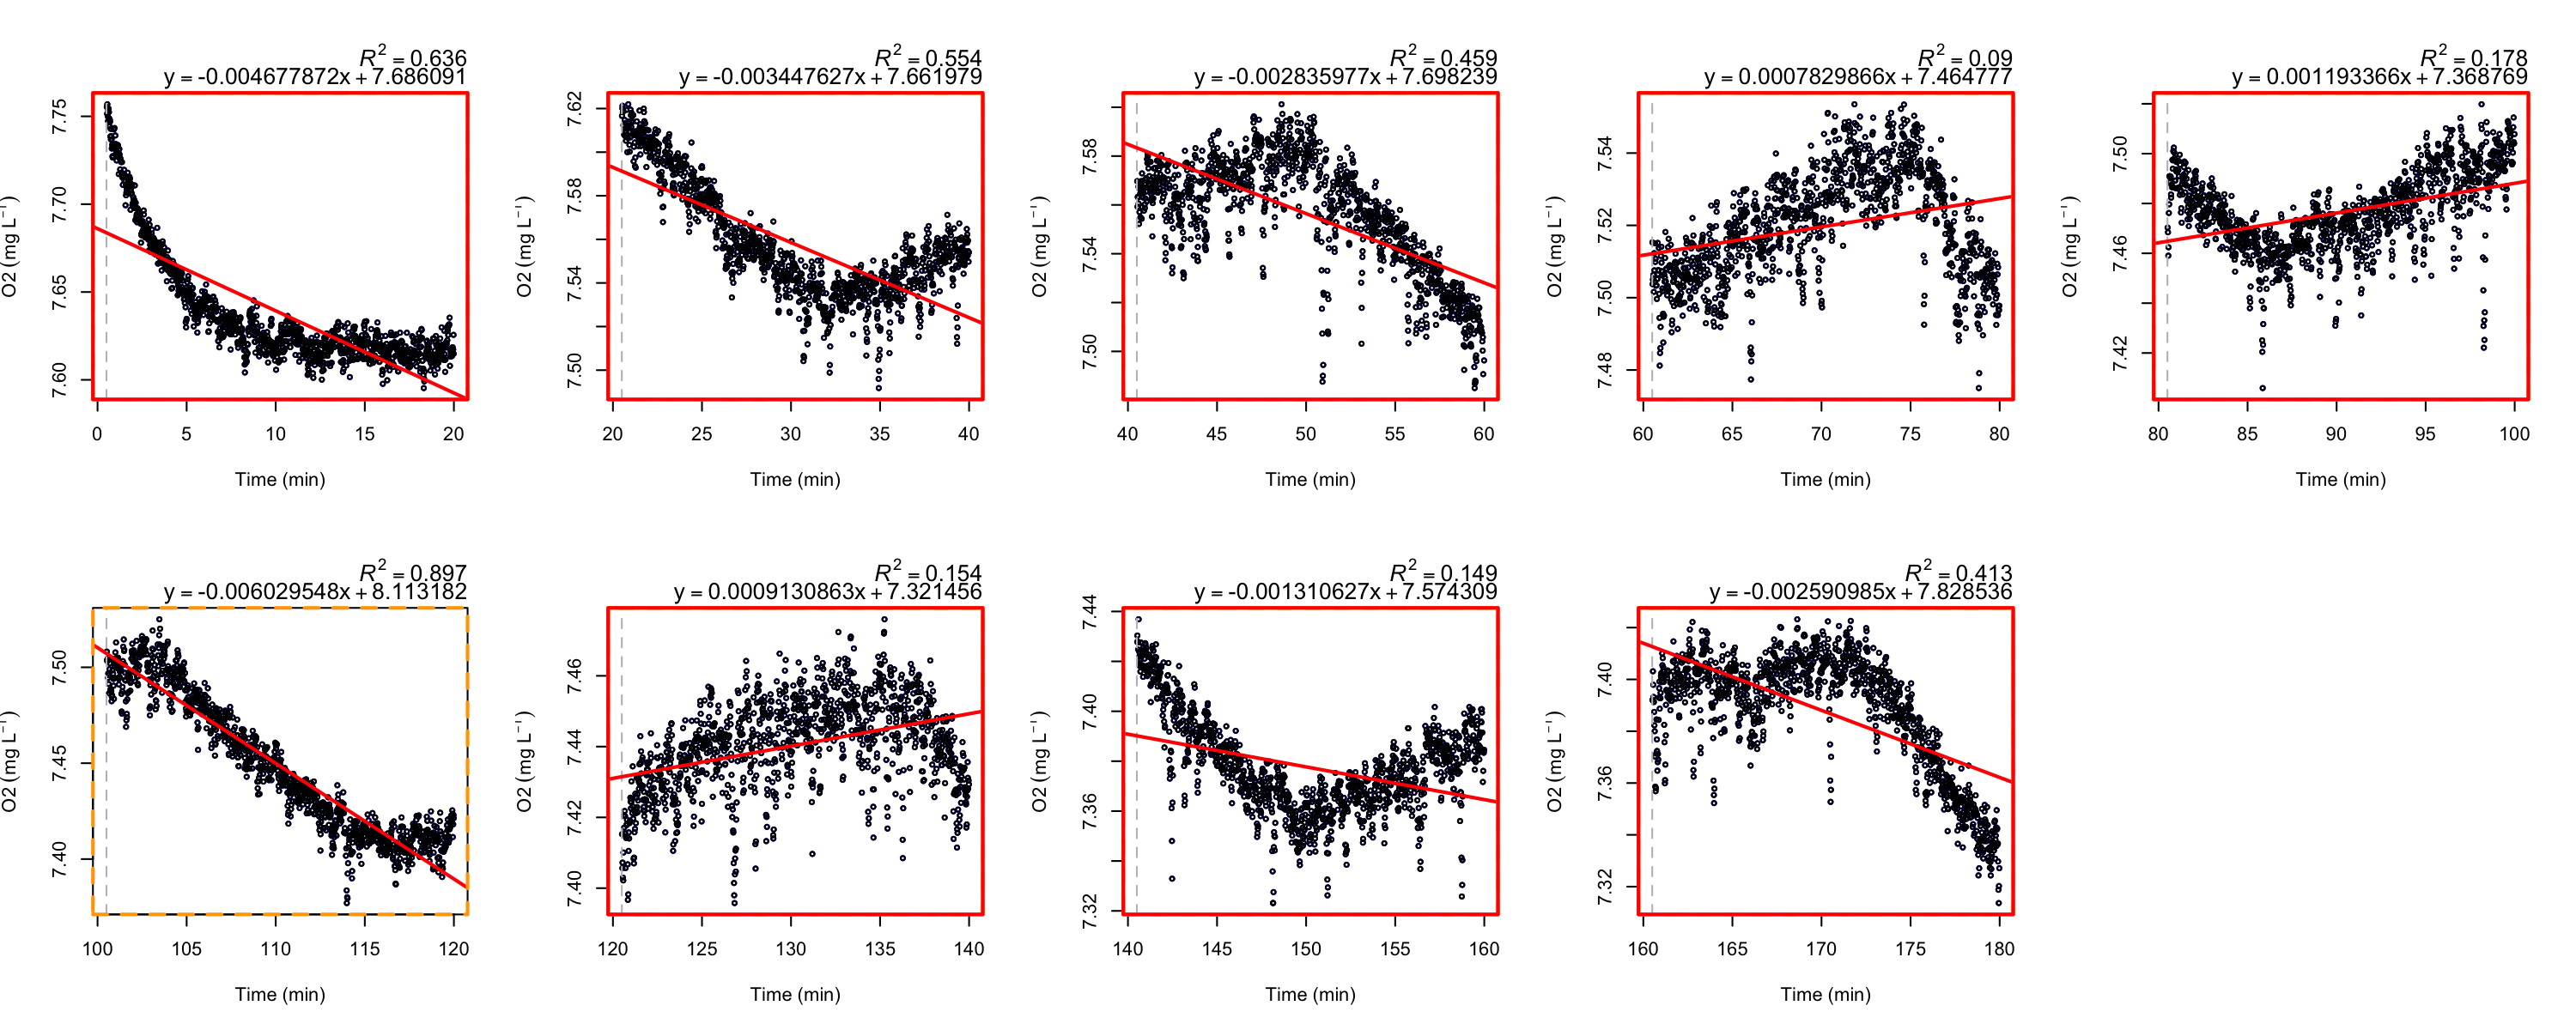 R² = 0.636
y = -0.004677872x + 7.686091
O2 (mg L⁻¹)
7.75
7.70
7.65
7.60
0 5 10 15 20
Time (min)
R² = 0.554
y = -0.003447627x + 7.661979
O2 (mg L⁻¹)
7.62
7.58
7.54
7.50
20 25 30 35 40
Time (min)
R² = 0.459
y = -0.002835977x + 7.698239
O2 (mg L⁻¹)
7.58
7.54
7.50
40 45 50 55 60
Time (min)
R² = 0.09
y = 0.0007829866x + 7.464777
O2 (mg L⁻¹)
7.54
7.52
7.50
7.48
60 65 70 75 80
Time (min)
R² = 0.178
y = 0.001193366x + 7.368769
O2 (mg L⁻¹)
7.50
7.46
7.42
80 85 90 95 100
Time (min)
R² = 0.897
y = -0.006029548x + 8.113182
O2 (mg L⁻¹)
7.50
7.45
7.40
100 105 110 115 120
Time (min)
R² = 0.154
y = 0.0009130863x + 7.321456
O2 (mg L⁻¹)
7.46
7.44
7.42
7.40
120 125 130 135 140
Time (min)
R² = 0.149
y = -0.001310627x + 7.574309
O2 (mg L⁻¹)
7.44
7.40
7.36
7.32
140 145 150 155 160
Time (min)
R² = 0.413
y = -0.002590985x + 7.828536
O2 (mg L⁻¹)
7.40
7.36
7.32
160 165 170 175 180
Time (min)